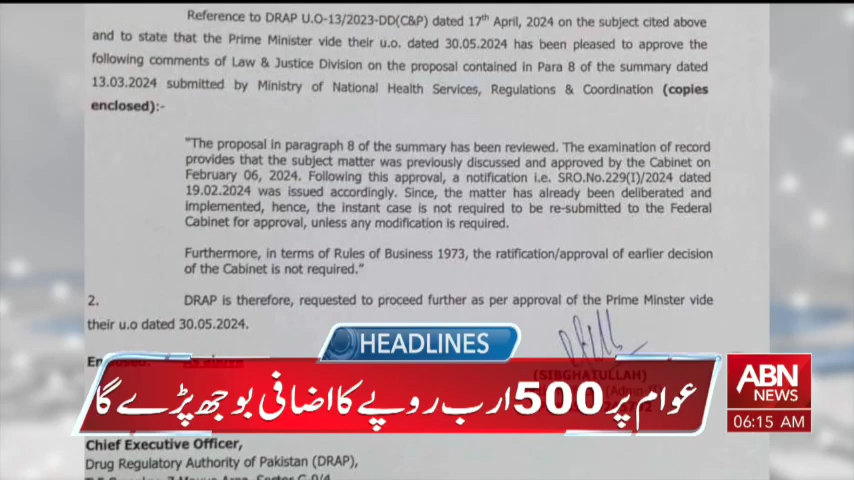 Reference to DRAP U.O-13/2023-DD(C&P) dated 17th April, 2024 on the subject cited above
and to state that the Prime Minister vide their u.o. dated 30.05.2024 has been pleased to approve the
following comments of Law & Justice Division on the proposal contained in Para 8 of the summary dated
13.03.2024 submitted by Ministry of National Health Services, Regulations & Coordination (copies
enclosed):-
"The proposal in paragraph 8 of the summary has been reviewed. The examination of record
provides that the subject matter was previously discussed and approved by the Cabinet on
February 06, 2024. Following this approval, a notification i.e. SRO.No.229(I)/2024 dated
19.02.2024 was issued accordingly. Since, the matter has already been deliberated and
implemented, hence, the instant case is not required to be re-submitted to the Federal
Cabinet for approval, unless any modification is required.
Furthermore, in terms of Rules of Business 1973, the ratification/approval of earlier decision
of the Cabinet is not required."
2. DRAP is therefore, requested to proceed further as per approval of the Prime Minster vide
their u.o dated 30.05.2024.
HEADLINES
(SIBGHATULLAH)
عوام پر 500 ارب روپے کا اضافی بوجھ پڑے گا
ABN
NEWS
06:15 AM
Chief Executive Officer,
Drug Regulatory Authority of Pakistan (DRAP),